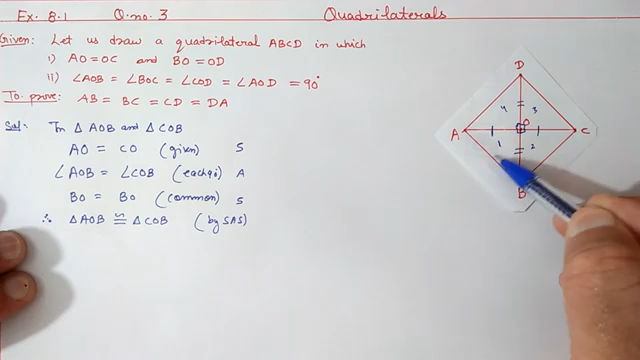 Ex. 8.1 Q.no. 3 Quadrilaterals
Given: Let us draw a quadrilateral ABCD in which
i) AO = OC and BO = OD
ii) ∠AOB = ∠BOC = ∠COD = ∠AOD = 90°
To prove: AB = BC = CD = DA
Sol: In △AOB and △COB
AO = CO (given) S
∠AOB = ∠COB (each 90) A
BO = BO (common) S
∴ △AOB ≅ △COB (by SAS)
D
4 3
A O C
1 2
B